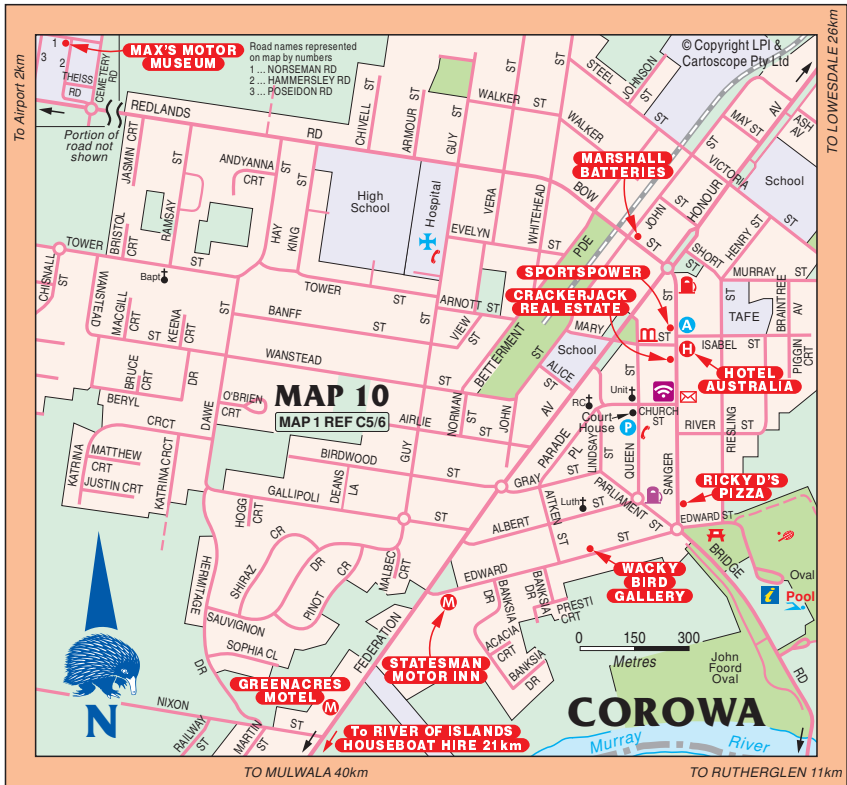 MAX'S MOTOR
MUSEUM
Road names represented
on map by numbers
1 ... NORSEMAN RD
2 ... HAMMERSLEY RD
3 ... POSEIDON RD
© Copyright LPI &
Cartoscope Pty Ltd
To Airport 2km
TO LOWESDALE 26km
1
2
3
THEISS
RD
CEMETERY
RD
Portion of
road not
shown
REDLANDS
RD
CHIVELL ST
ARMOUR ST
GUY ST
WALKER ST
STEEL ST
JOHNSON ST
WALKER ST
MAY ST
AV
ASH
AV
VICTORIA ST
School
HONOUR
MARSHALL
BATTERIES
JASMIN CRT
RAMSAY ST
ANDYANNA
CRT
HAY ST
KING ST
High
School
Hospital
VERA ST
EVELYN ST
WHITEHEAD ST
BOW ST
PDE
JOHN ST
SHORT ST
HENRY ST
MURRAY ST
BRISTOL CRT
TOWER ST
CHISNALL ST
Bapt
WANSTEAD ST
MACGILL CRT
KEENA CRT
TOWER ST
ARNOTT ST
VIEW ST
BANFF ST
WANSTEAD ST
BETTERMENT
SPORTSPOWER
CRACKERJACK
REAL ESTATE
MARY ST
A
TAFE
BRAINTREE AV
ISABEL ST
PIGGIN CRT
H
HOTEL
AUSTRALIA
School
ALICE ST
BRUCE CRT
BERYL
CRCT
DR
DAWE
O'BRIEN
CRT
MAP 10
MAP 1 REF C5/6
AIRLIE ST
NORMAN ST
JOHN ST
AV
RC
Unit
Court-
House
CHURCH
ST
P
RIVER ST
RIESLING ST
KATRINA
MATTHEW
CRT
JUSTIN CRT
KATRINA CRCT
BIRDWOOD ST
GUY ST
GRAY ST
PARADE PL
LINDSAY ST
QUEEN ST
SANGER ST
GALLIPOLI ST
DEANS LA
HOGG CRT
PARLIAMENT ST
RICKY D'S
PIZZA
EDWARD ST
ALBERT ST
AITKEN ST
Luth
HERMITAGE DR
SHIRAZ CR
PINOT DR
CR
MALBEC CRT
EDWARD ST
BANKSIA DR
BANKSIA DR
PRESTI
CRT
WACKY
BIRD
GALLERY
BRIDGE RD
Oval
Pool
i
SAUVIGNON
SOPHIA CL
ACACIA CRT
BANKSIA DR
M
STATESMAN
MOTOR INN
0 150 300
Metres
John
Foord
Oval
FEDERATION
GREENACRES
MOTEL
M
N
NIXON ST
RAILWAY ST
MARTIN ST
To RIVER OF ISLANDS
HOUSEBOAT HIRE 21km
COROWA
Murray River
TO MULWALA 40km
TO RUTHERGLEN 11km